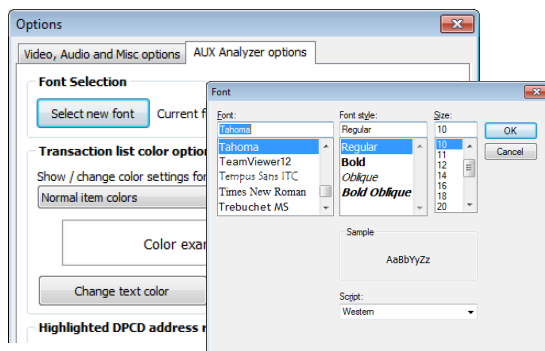 Options
Video, Audio and Misc options
AUX Analyzer options
Font Selection
Select new font
Current f
Transaction list color option
Show / change color settings for
Normal item colors
Color exar
Change text color
Highlighted DPCD address r
Font
Font:
Tahoma
Tahoma
TeamViewer12
Tempus Sans ITC
Times New Roman
Trebuchet MS
Font style:
Regular
Regular
Bold
Oblique
Bold Oblique
Size:
10
10
11
12
14
16
18
20
OK
Cancel
Sample
AaBbYyZz
Script:
Western